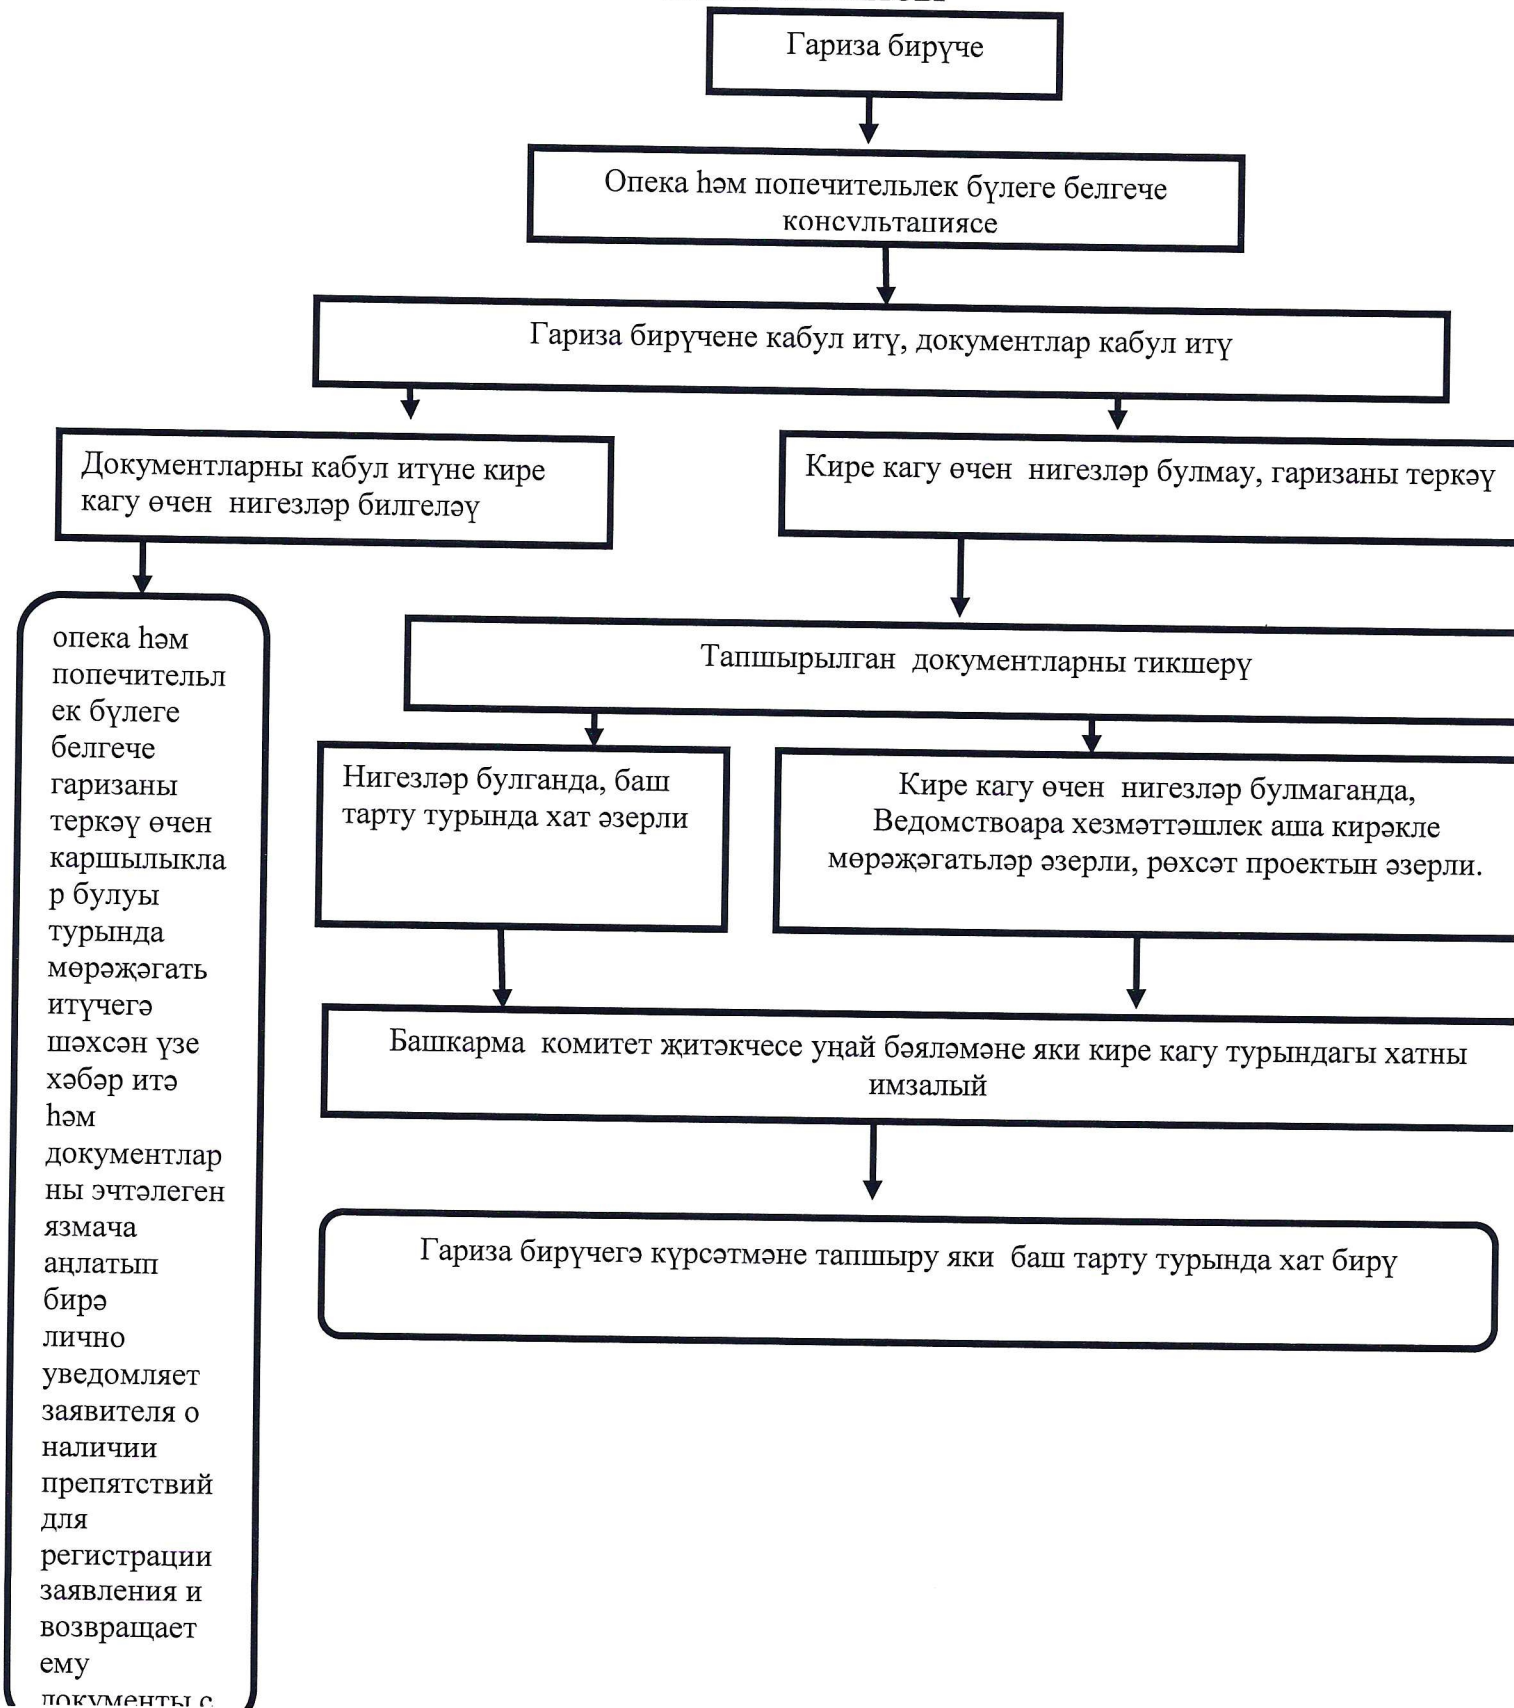 Гариза бирүче
Опека һәм попечительлек бүлеге белгече
консультациясе
Гариза бирүчене кабул итү, документлар кабул итү
Документларны кабул итүне кире
кагу өчен нигезләр билгеләү
Кире кагу өчен нигезләр булмау, гаризаны теркәү
опека һәм
попечительл
ек бүлеге
белгече
гаризаны
теркәү өчен
каршылыкла
р булуы
турында
мөрәҗәгать
итүчегә
шәхсән үзе
хәбәр итә
һәм
документлар
ны эчтәлеген
язмача
аңлатып
бирә
лично
уведомляет
заявителя о
наличии
препятствий
для
регистрации
заявления и
возвращает
ему
документы с
Тапшырылган документларны тикшерү
Нигезләр булганда, баш
тарту турында хат әзерли
Кире кагу өчен нигезләр булмаганда,
Ведомствоара хезмәттәшлек аша кирәкле
мөрәҗәгатьләр әзерли, рөхсәт проектын әзерли.
Башкарма комитет җитәкчесе уңай бәяләмәне яки кире кагу турындагы хатны
имзалый
Гариза бирүчегә күрсәтмәне тапшыру яки баш тарту турында хат бирү